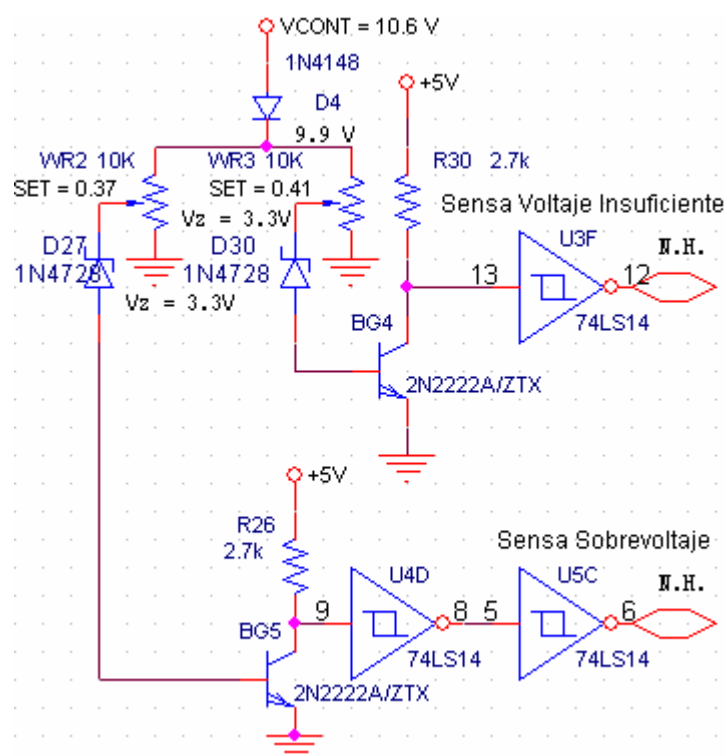 VCONT = 10.6 V
1N4148
D4
+5V
9.9 V
WR2 10K
WR3 10K
R30 2.7k
SET = 0.37
SET = 0.41
Sensa Voltaje Insuficiente
Vz = 3.3V
U3F
N.H.
D27
D30
1N4728
1N4728
13
12
Vz = 3.3V
74LS14
BG4
2N2222A/ZTX
+5V
R26
2.7k
Sensa Sobrevoltaje
U4D
U5C
N.H.
9
8
5
6
BG5
74LS14
74LS14
2N2222A/ZTX